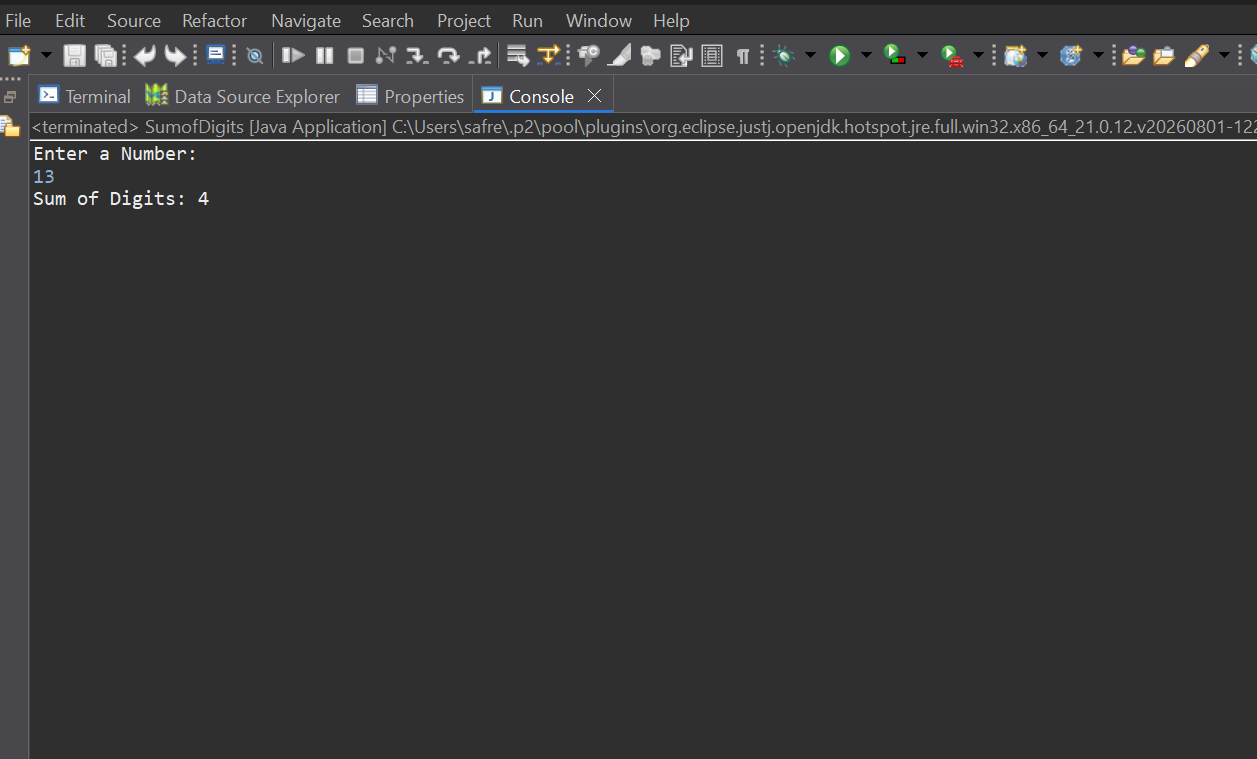 File Edit Source Refactor Navigate Search Project Run Window Help
Terminal Data Source Explorer Properties Console
<terminated> SumofDigits [Java Application] C:\Users\safre\.p2\pool\plugins\org.eclipse.justj.openjdk.hotspot.jre.full.win32.x86_64_21.0.12.v20260801-122
Enter a Number:
13
Sum of Digits: 4